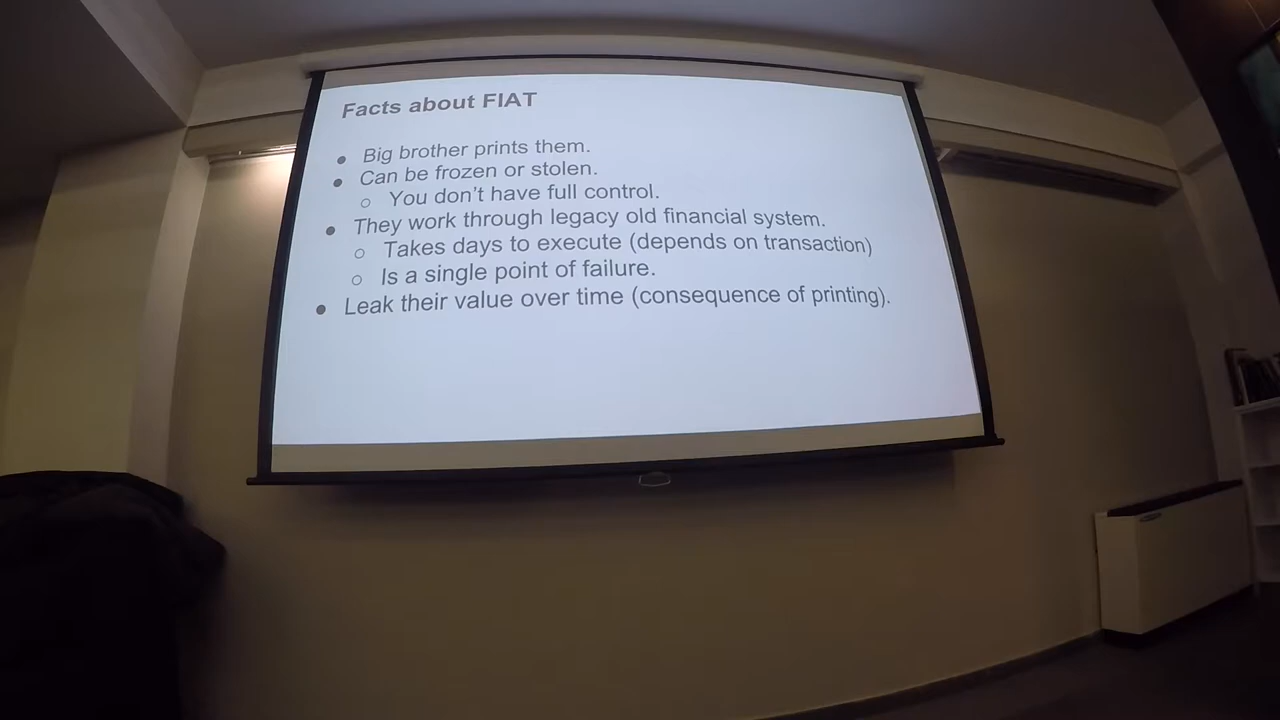 Facts about FIAT
● Big brother prints them.
● Can be frozen or stolen.
○ You don't have full control.
● They work through legacy old financial system.
○ Takes days to execute (depends on transaction)
○ Is a single point of failure.
● Leak their value over time (consequence of printing).